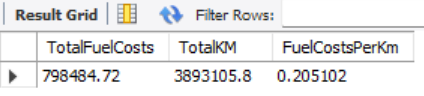 Result Grid Filter Rows:
TotalFuelCosts TotalKM FuelCostsPerKm
798484.72 3893105.8 0.205102